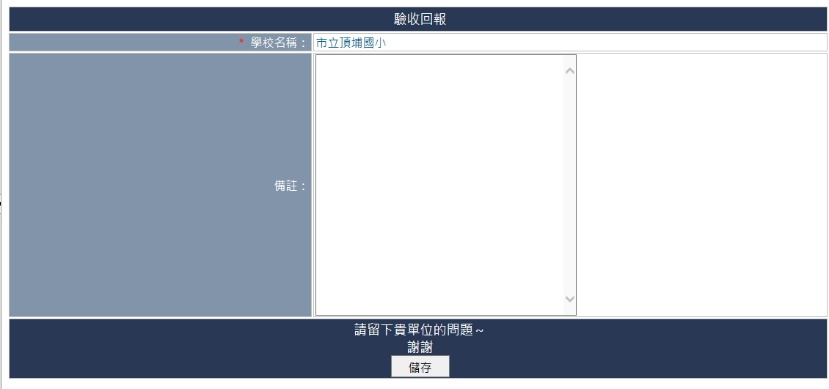 驗收回報
* 學校名稱： 市立頂埔國小
備註：
請留下貴單位的問題~
謝謝
儲存